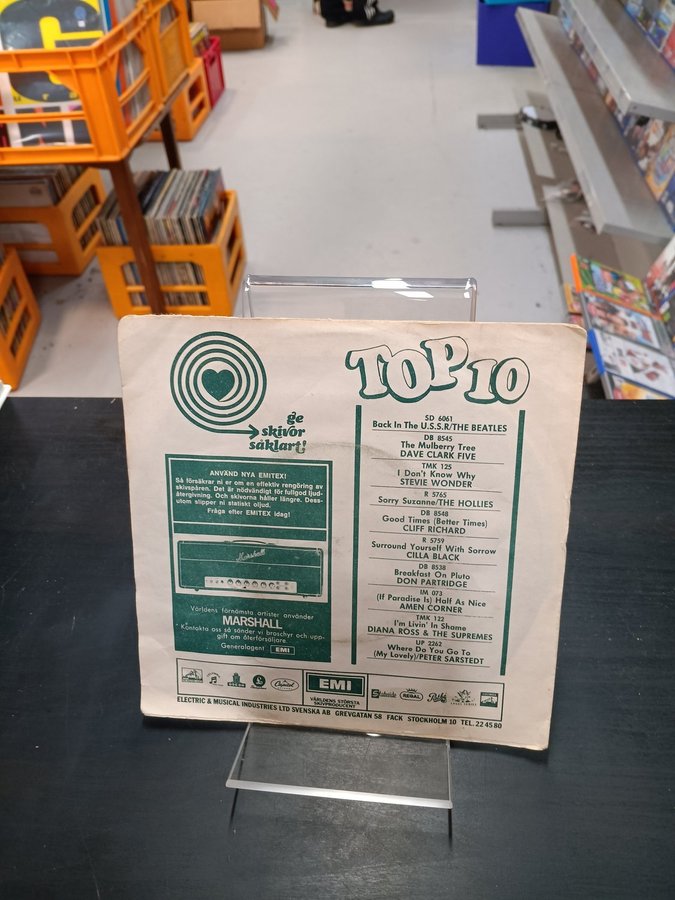 TOP 10
ge
skivor
såklart!
ANVÄND NYA EMITEX!
Så försäkrar ni er om en effektiv rengöring av
skivspåren. Det är nödvändigt för fullgod ljud-
återgivning. Och skivorna håller längre. Dess-
utom slipper ni statiskt oljud.
Fråga efter EMITEX idag!
Marshall
Världens förnämsta artister använder
MARSHALL
Kontakta oss så sänder vi broschyr och upp-
gift om återförsäljare.
Generalagent EMI
SD 6061
Back In The U.S.S.R/THE BEATLES
DB 8545
The Mulberry Tree
DAVE CLARK FIVE
TMK 125
I Don't Know Why
STEVIE WONDER
R 5765
Sorry Suzanne/THE HOLLIES
DB 8548
Good Times (Better Times)
CLIFF RICHARD
R 5759
Surround Yourself With Sorrow
CILLA BLACK
DB 8538
Breakfast On Pluto
DON PARTRIDGE
IM 073
(If Paradise Is) Half As Nice
AMEN CORNER
TMK 122
I'm Livin' In Shame
DIANA ROSS & THE SUPREMES
UP 2262
Where Do You Go To
(My Lovely)/PETER SARSTEDT
Capitol
EMI
VÄRLDENS STÖRSTA
SKIVPRODUCENT
Stateside
REGAL
ELECTRIC & MUSICAL INDUSTRIES LTD SVENSKA AB GREVGATAN 58 FACK STOCKHOLM 10 TEL. 22 45 80